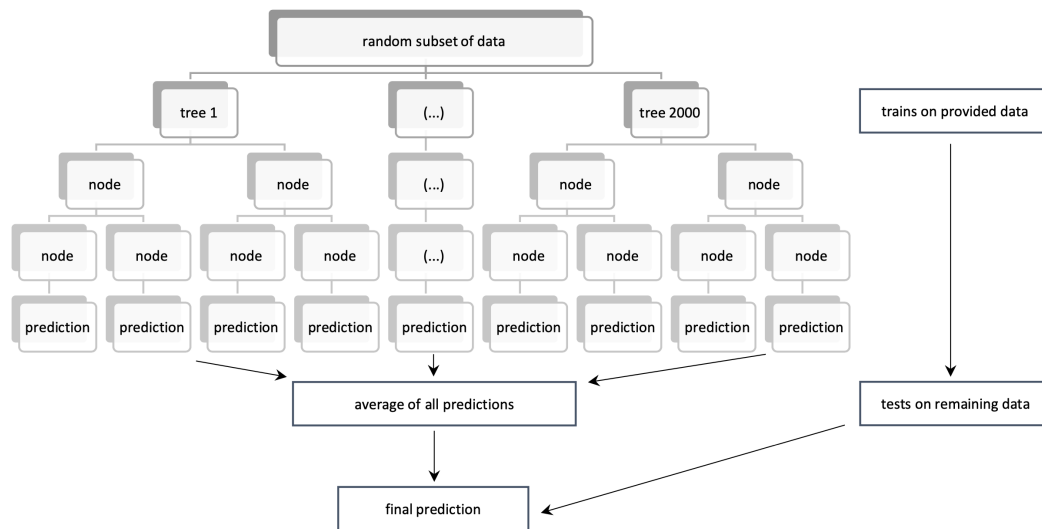 random subset of data
tree 1
(...)
tree 2000
trains on provided data
node
node
(...)
node
node
node
node
node
node
(...)
node
node
node
node
prediction
prediction
prediction
prediction
prediction
prediction
prediction
prediction
prediction
average of all predictions
tests on remaining data
final prediction